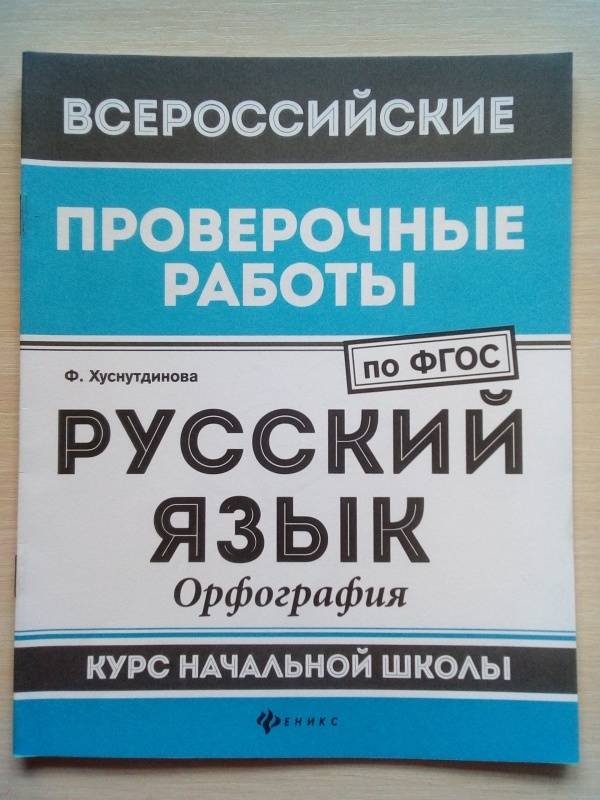 ВСЕРОССИЙСКИЕ
ПРОВЕРОЧНЫЕ
РАБОТЫ
по ФГОС
Ф. Хуснутдинова
РУССКИЙ
ЯЗЫК
Орфография
КУРС НАЧАЛЬНОЙ ШКОЛЫ
ФЕНИКС